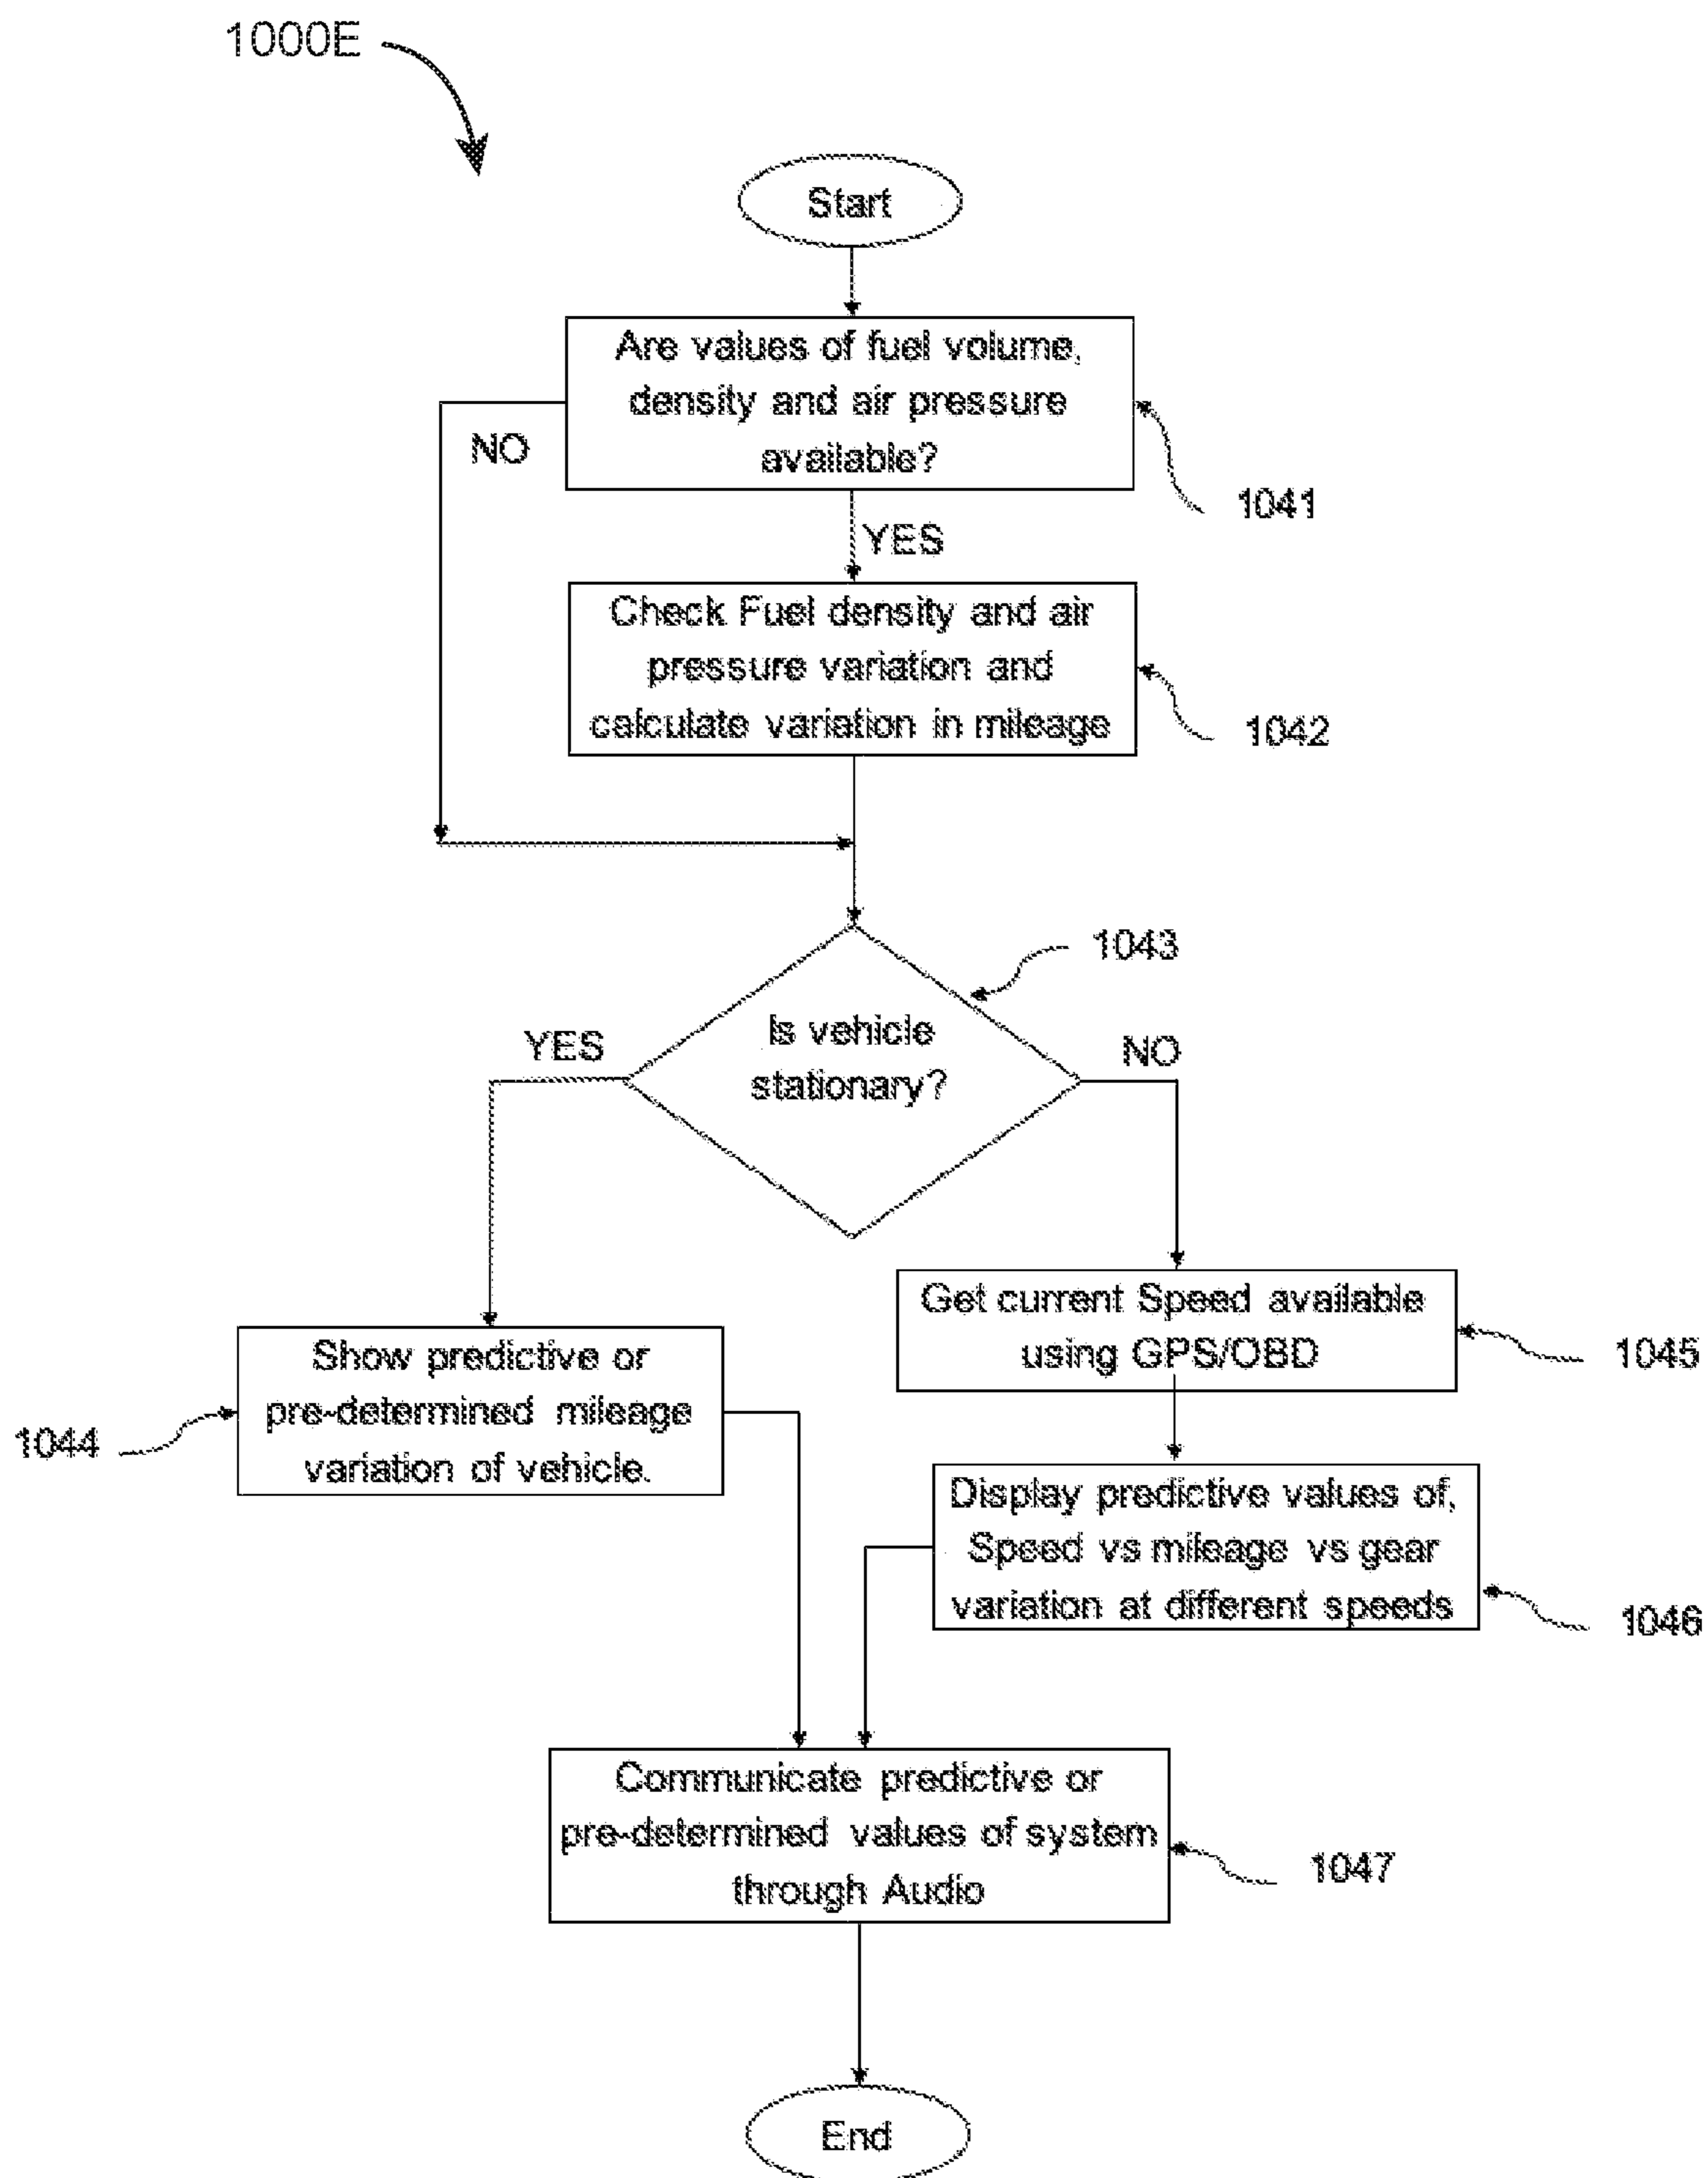 1000E
Start
Are values of fuel volume,
density and air pressure
available?
NO
1041
YES
Check Fuel density and air
pressure variation and
calculate variation in mileage
1042
1043
Is vehicle
stationary?
YES
NO
Get current Speed available
using GPS/OBD
1045
Show predictive or
pre-determined mileage
variation of vehicle.
1044
Display predictive values of,
Speed vs mileage vs gear
variation at different speeds
1046
Communicate predictive or
pre-determined values of system
through Audio
1047
End